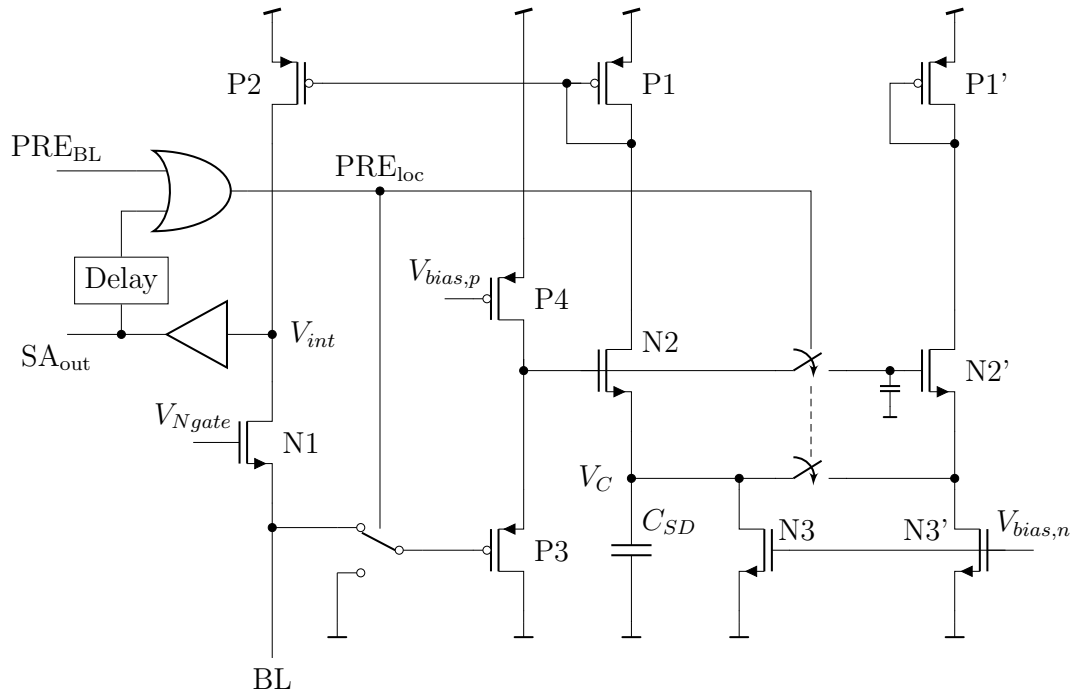 P2
P1
P1'
PRE_BL
PRE_loc
Delay
V_bias,p
P4
V_int
SA_out
N2
N2'
V_Ngate
N1
V_C
C_SD
N3
N3'
V_bias,n
P3
BL